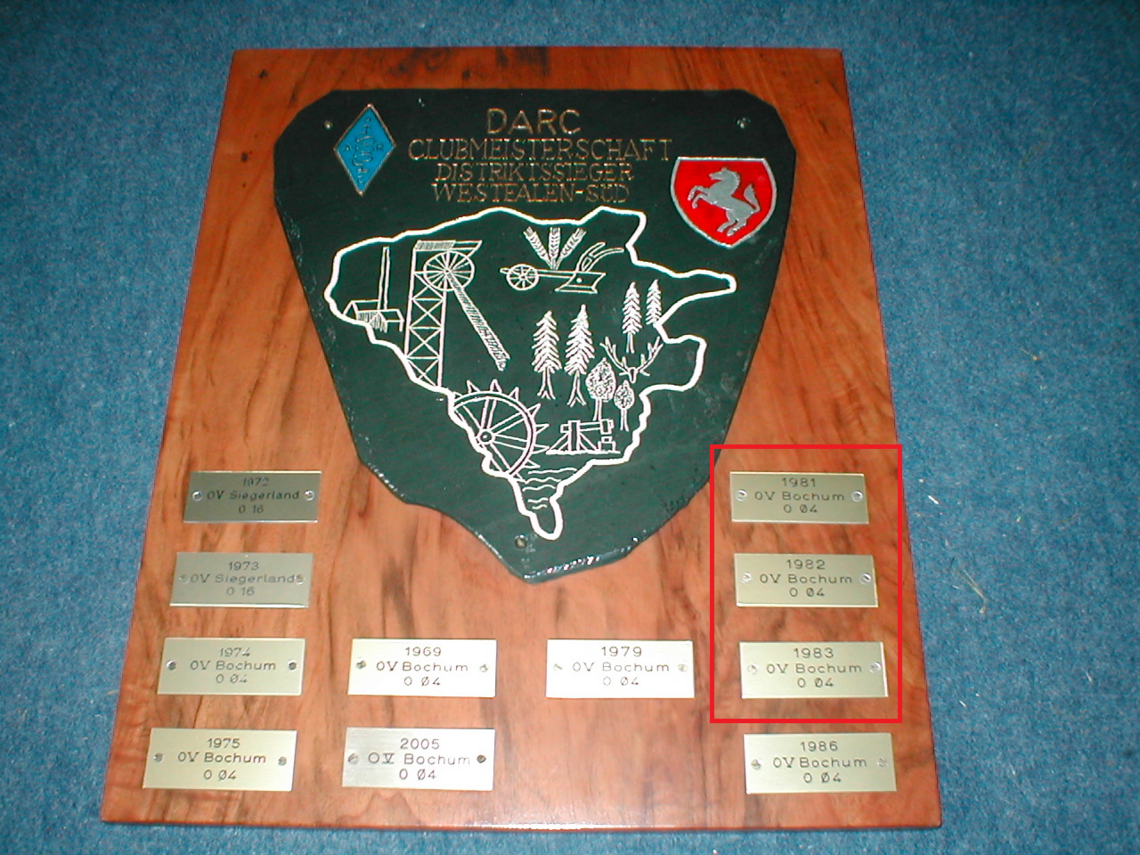 DARC
CLUBMEISTERSCHAFT
DISTRIKTSSIEGER
WESTFALEN-SÜD
1972
OV Siegerland
O 16
1973
OV Siegerland
O 16
1974
OV Bochum
O Ø4
1975
OV Bochum
O Ø4
1969
OV Bochum
O Ø4
2005
OV Bochum
O Ø4
1979
OV Bochum
O Ø4
1981
OV Bochum
O Ø4
1982
OV Bochum
O Ø4
1983
OV Bochum
O Ø4
1986
OV Bochum
O Ø4